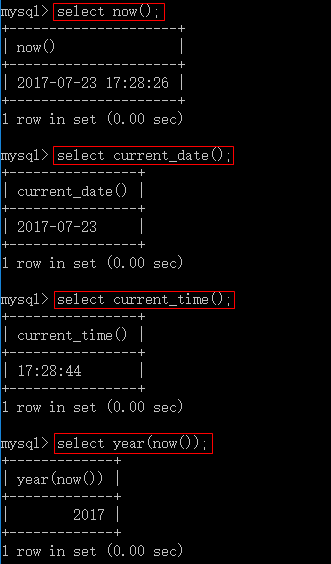 mysql> select now();
+---------------------+
| now()               |
+---------------------+
| 2017-07-23 17:28:26 |
+---------------------+
1 row in set (0.00 sec)
mysql> select current_date();
+----------------+
| current_date() |
+----------------+
| 2017-07-23     |
+----------------+
1 row in set (0.00 sec)
mysql> select current_time();
+----------------+
| current_time() |
+----------------+
| 17:28:44       |
+----------------+
1 row in set (0.00 sec)
mysql> select year(now());
+-------------+
| year(now()) |
+-------------+
|        2017 |
+-------------+
1 row in set (0.00 sec)